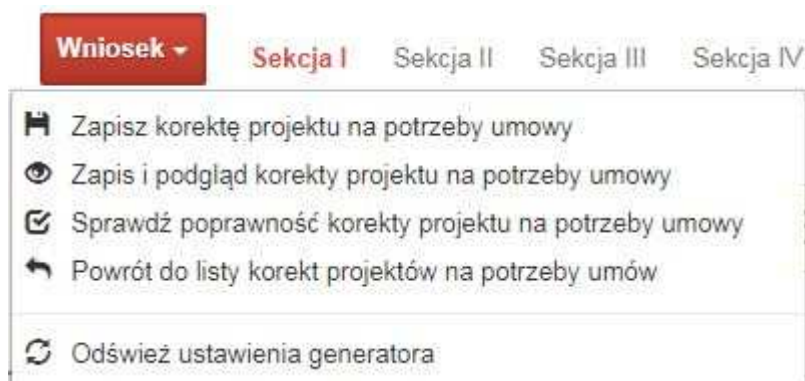 Wniosek Sekcja I Sekcja II Sekcja III Sekcja IV
Zapisz korektę projektu na potrzeby umowy
Zapis i podgląd korekty projektu na potrzeby umowy
Sprawdź poprawność korekty projektu na potrzeby umowy
Powrót do listy korekt projektów na potrzeby umów
Odśwież ustawienia generatora